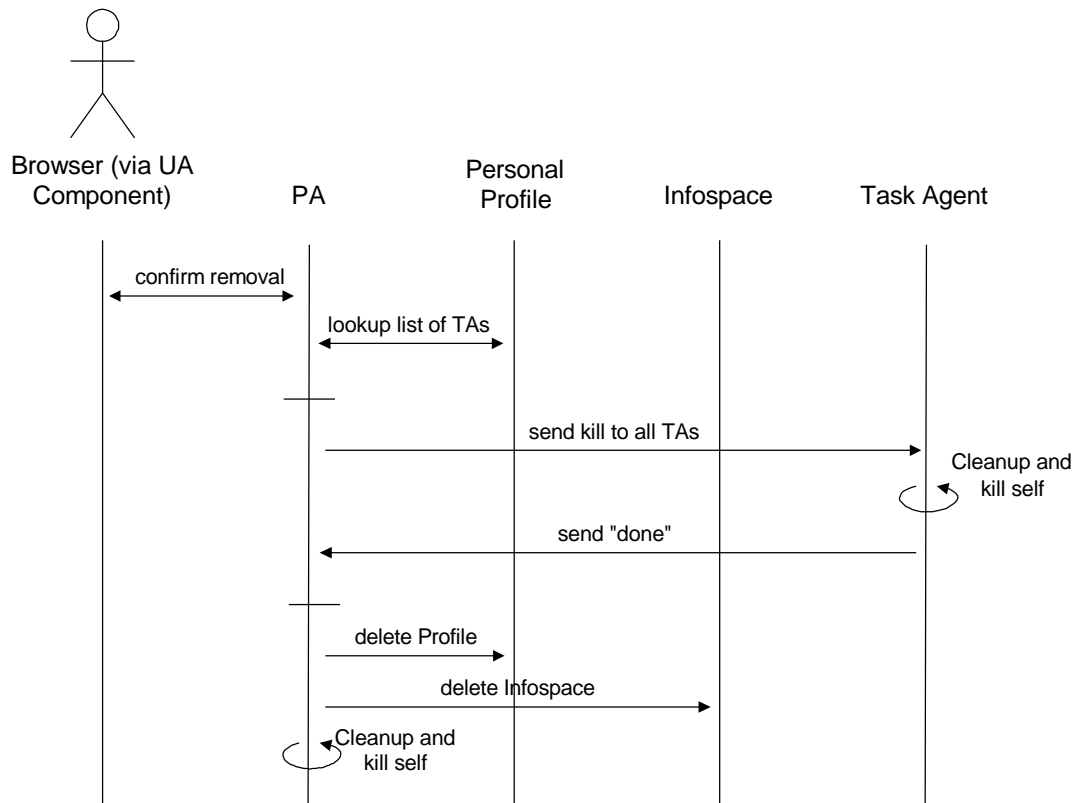 Browser (via UA
Component)
PA
Personal
Profile
Infospace
Task Agent
confirm removal
lookup list of TAs
send kill to all TAs
Cleanup and
kill self
send "done"
delete Profile
delete Infospace
Cleanup and
kill self